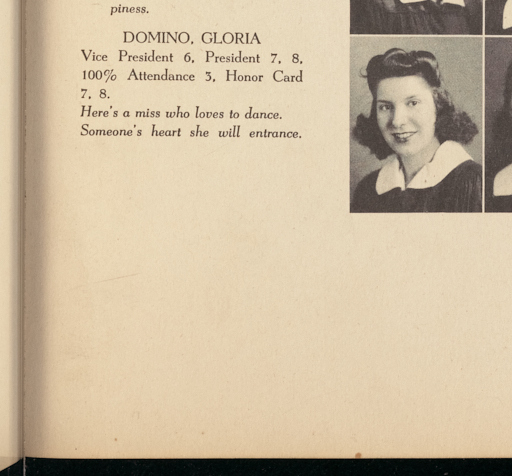 piness.
DOMINO, GLORIA
Vice President 6, President 7, 8,
100% Attendance 3, Honor Card
7, 8.
Here's a miss who loves to dance.
Someone's heart she will entrance.